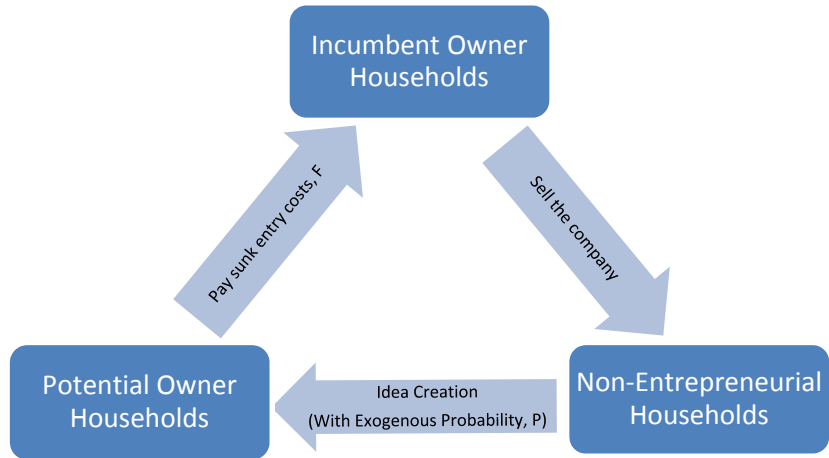 Incumbent Owner
Households
Pay sunk entry costs, F
Sell the company
Potential Owner
Households
Idea Creation
(With Exogenous Probability, P)
Non-Entrepreneurial
Households